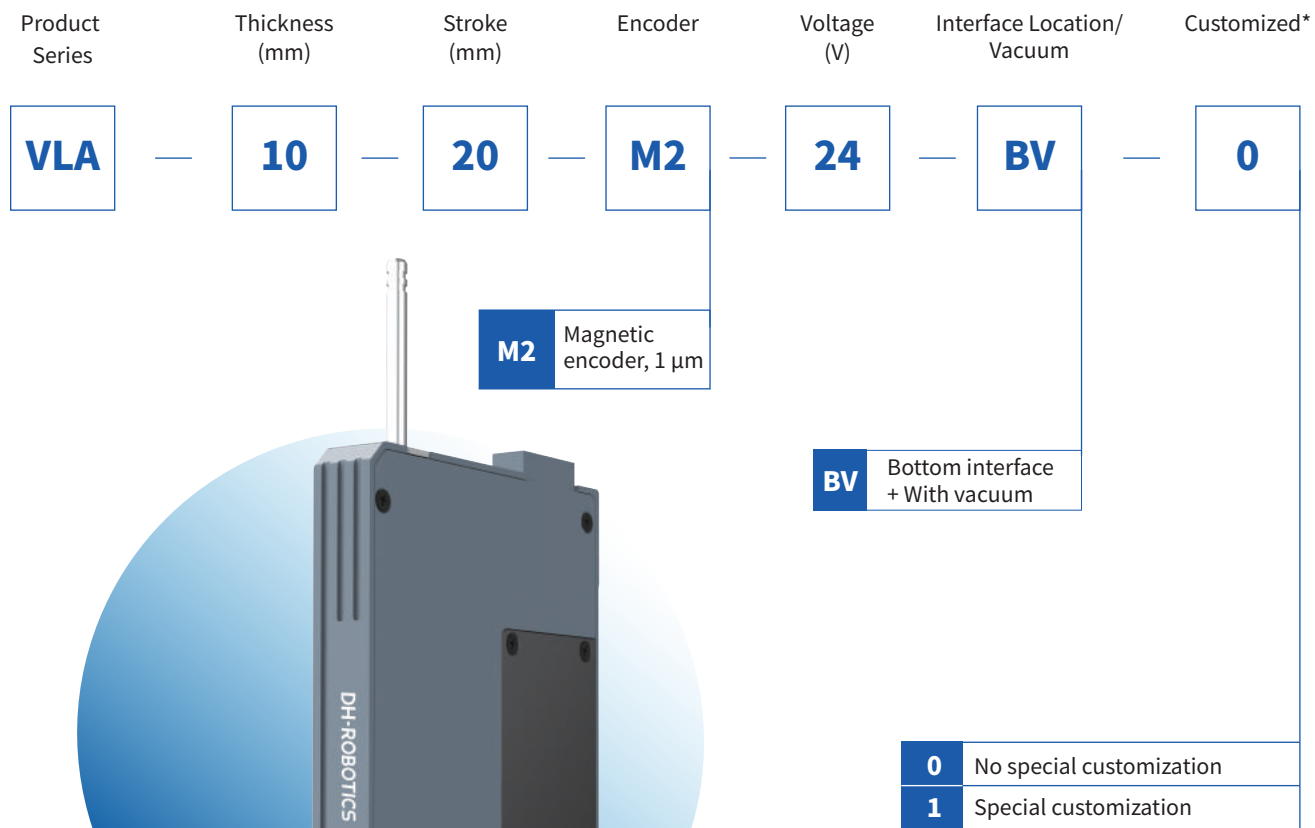 Product
Series
Thickness
(mm)
Stroke
(mm)
Encoder
Voltage
(V)
Interface Location/
Vacuum
Customized*
VLA — 10 — 20 — M2 — 24 — BV — 0
M2
Magnetic
encoder, 1 μm
BV
Bottom interface
+ With vacuum
DH-ROBOTICS
0 No special customization
1 Special customization